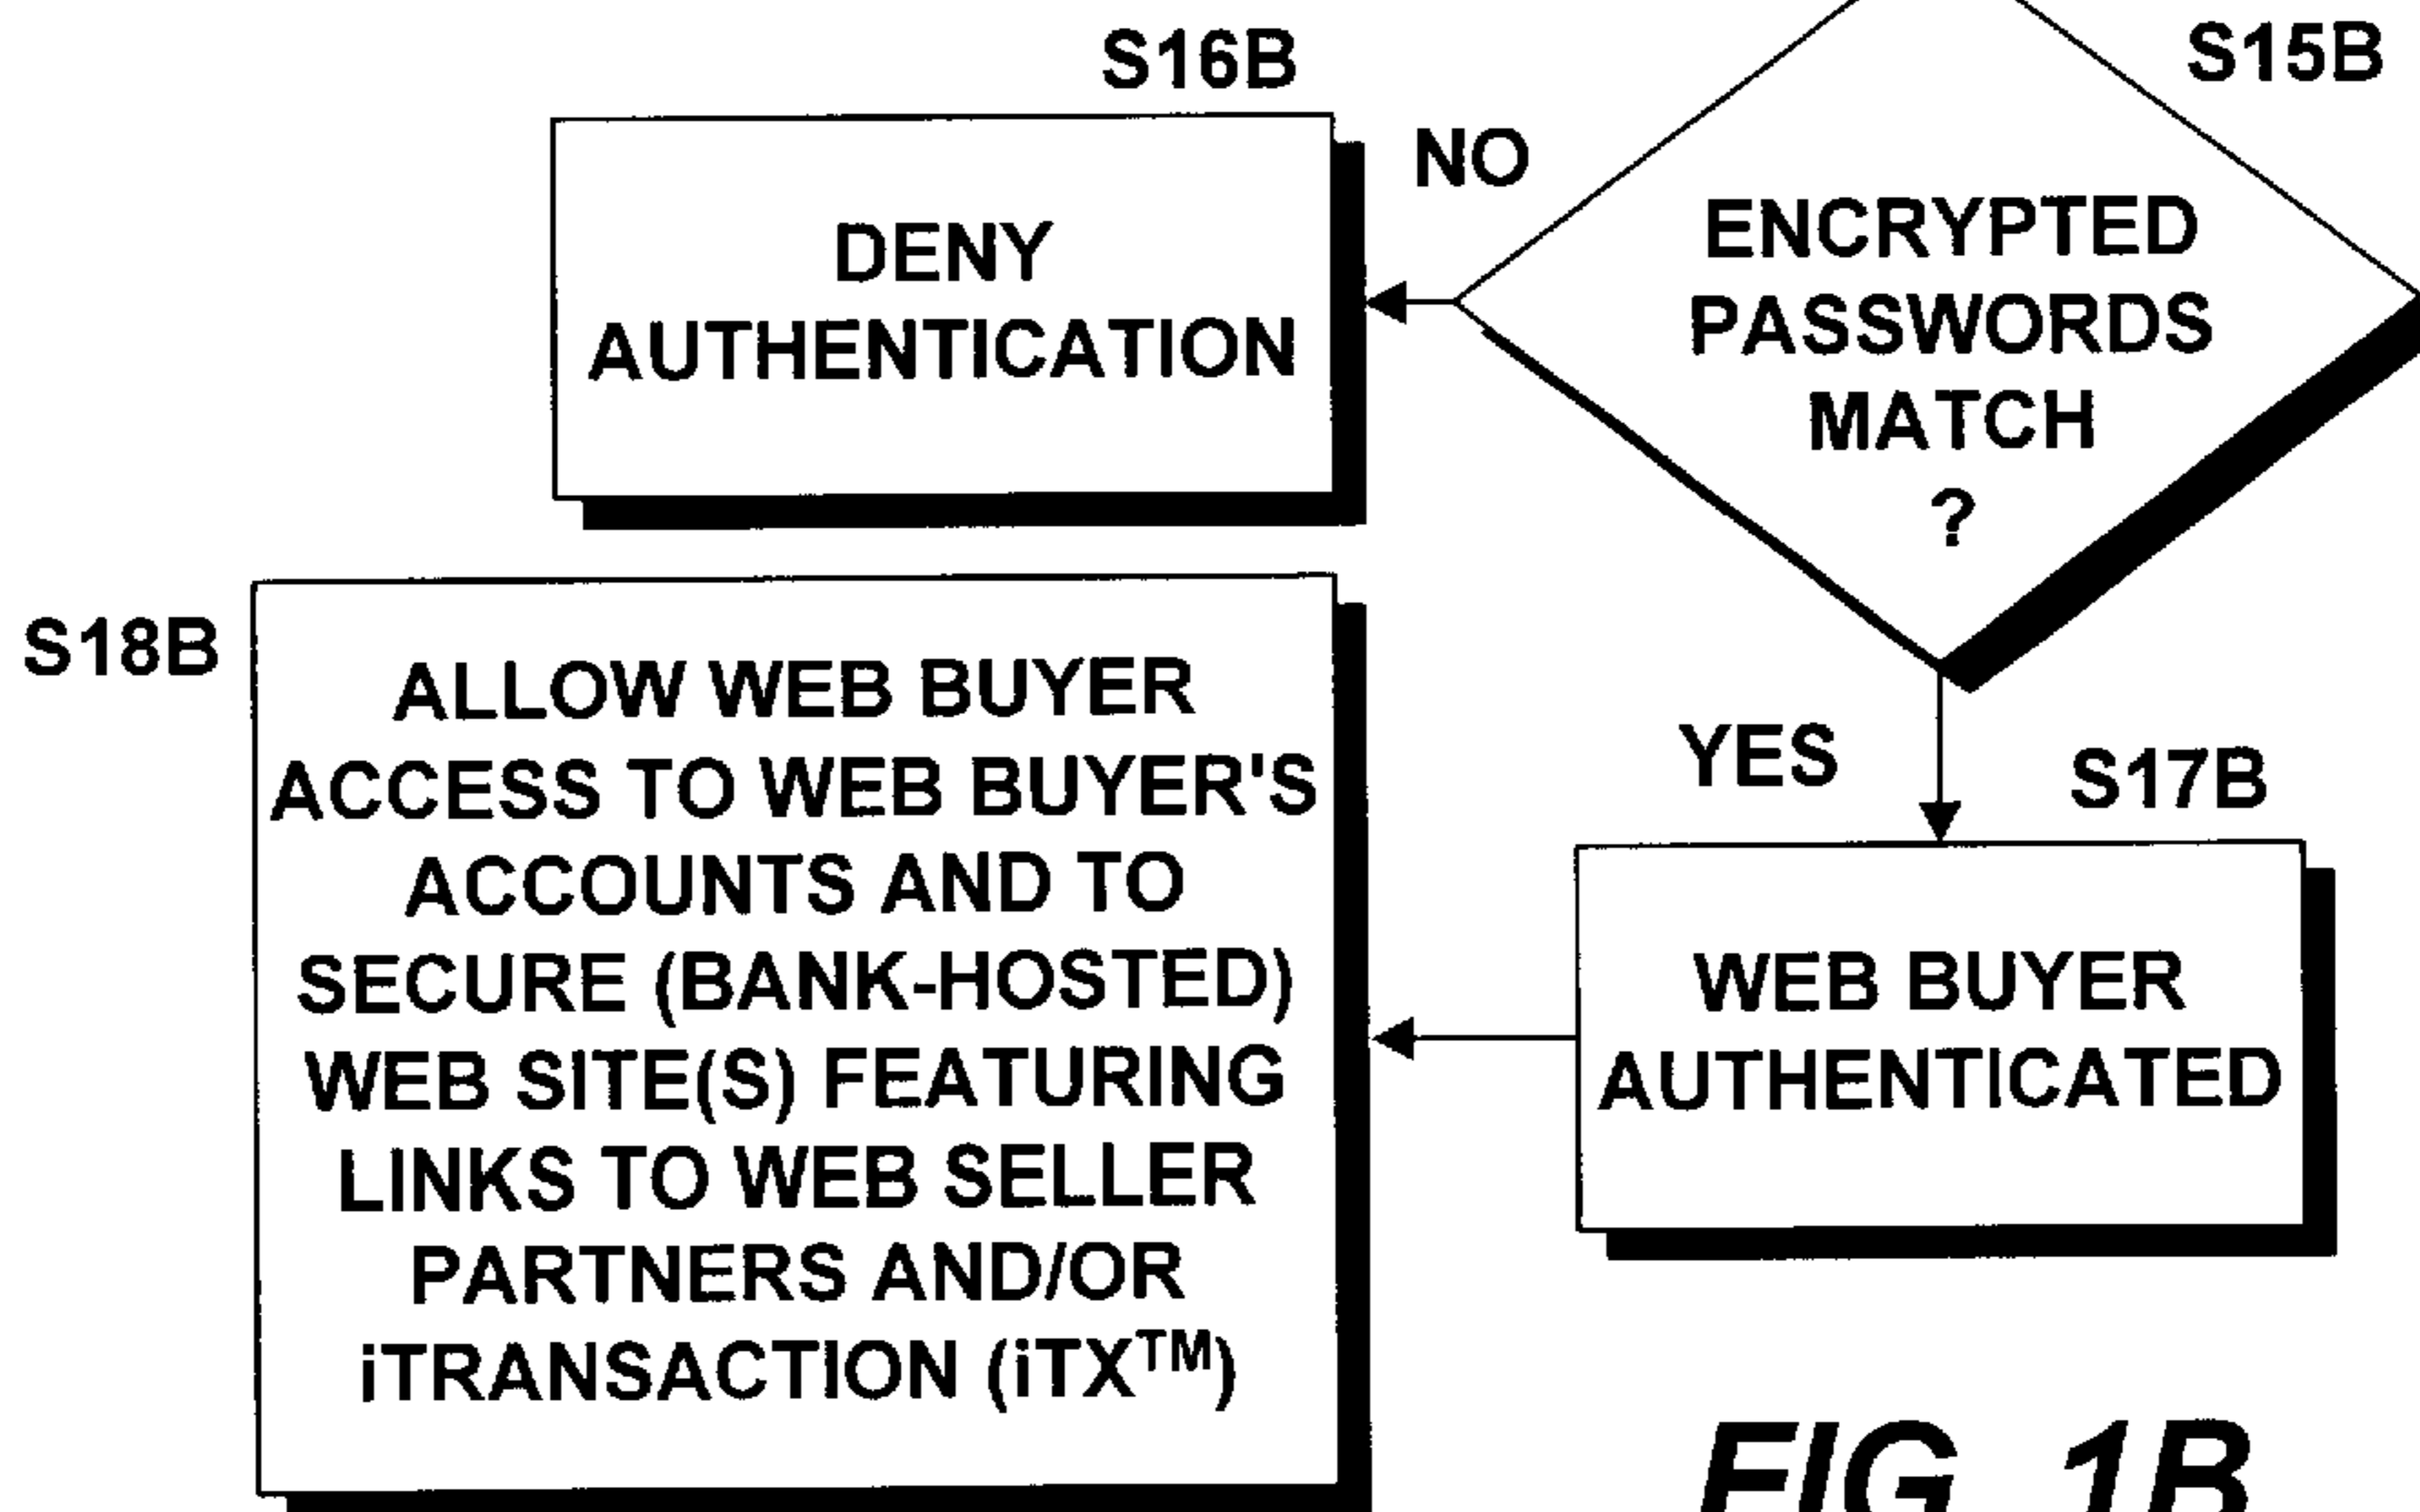 S16B
DENY
AUTHENTICATION
NO
S15B
ENCRYPTED
PASSWORDS
MATCH
?
YES
S17B
WEB BUYER
AUTHENTICATED
S18B
ALLOW WEB BUYER
ACCESS TO WEB BUYER'S
ACCOUNTS AND TO
SECURE (BANK-HOSTED)
WEB SITE(S) FEATURING
LINKS TO WEB SELLER
PARTNERS AND/OR
iTRANSACTION (iTX™)
FIG 1B